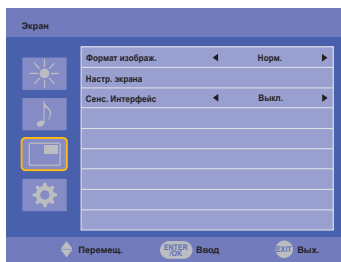 Экран
Формат изображ. Норм.
Настр. экрана
Сенс. Интерфейс Выкл.
Перемещ. ENTER /OK Ввод EXIT Вых.